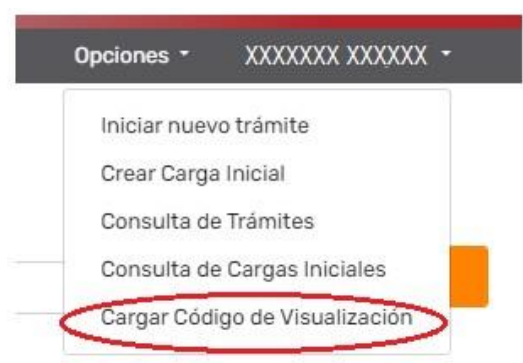 Opciones XXXXXXX XXXXXX
Iniciar nuevo trámite
Crear Carga Inicial
Consulta de Trámites
Consulta de Cargas Iniciales
Cargar Código de Visualización